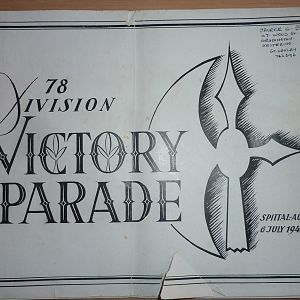 78
DIVISION
VICTORY
PARADE
SPITTAL-AU
6 JULY 194